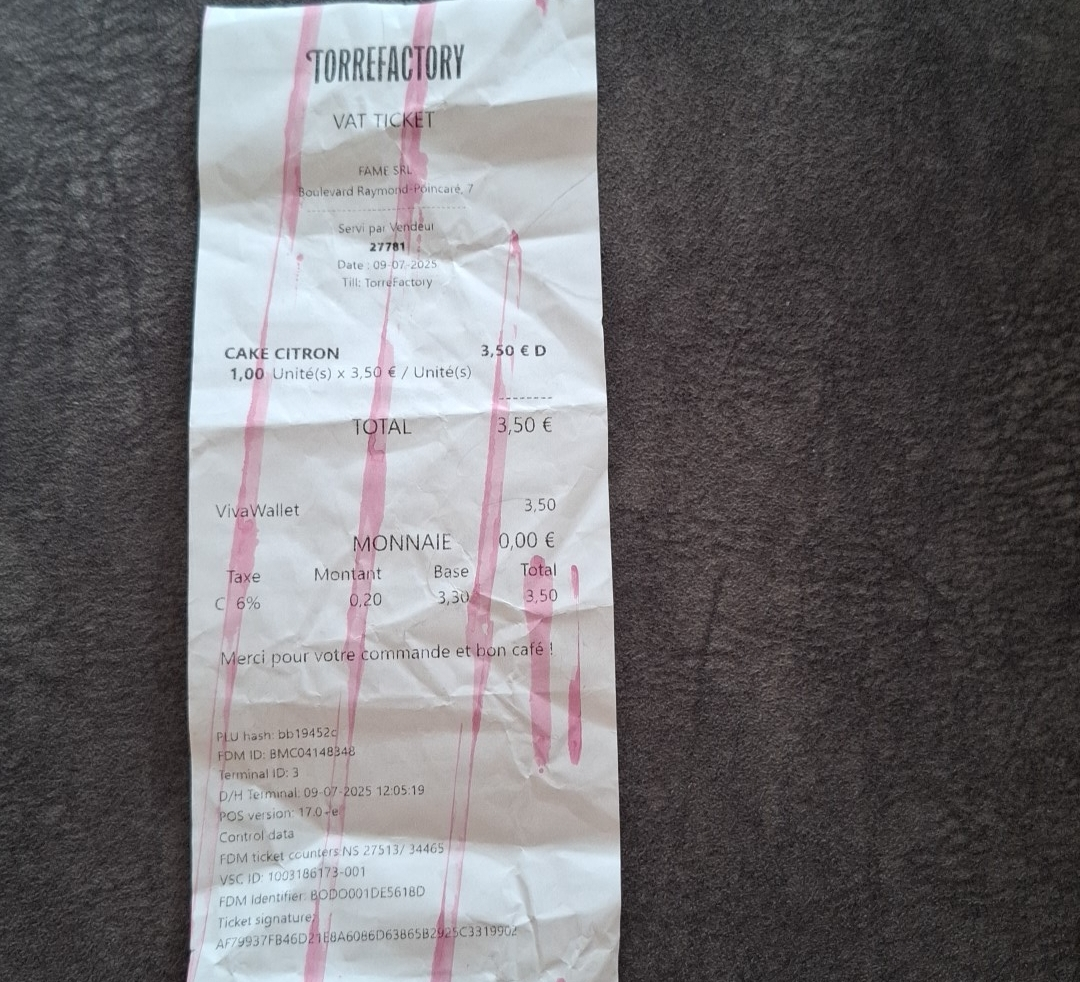 TORREFACTORY
VAT TICKET
FAME SRL
Boulevard Raymond-Poincaré, 7
Servi par Vendeur
27781
Date : 09-07-2025
Till: TorreFactory
CAKE CITRON 3,50 € D
1,00 Unité(s) x 3,50 € / Unité(s)
TOTAL 3,50 €
VivaWallet 3,50
MONNAIE 0,00 €
Taxe Montant Base Total
C 6% 0,20 3,30 3,50
Merci pour votre commande et bon café !
PLU hash: bb19452c
FDM ID: BMC04148348
Terminal ID: 3
D/H Terminal: 09-07-2025 12:05:19
POS version: 17.0+e
Control data
FDM ticket counters NS 27513/ 34465
VSC ID: 1003186173-001
FDM Identifier: BODO001DE5618D
Ticket signature:
AF79937FB46D21E8A6086D63865B2925C3319902